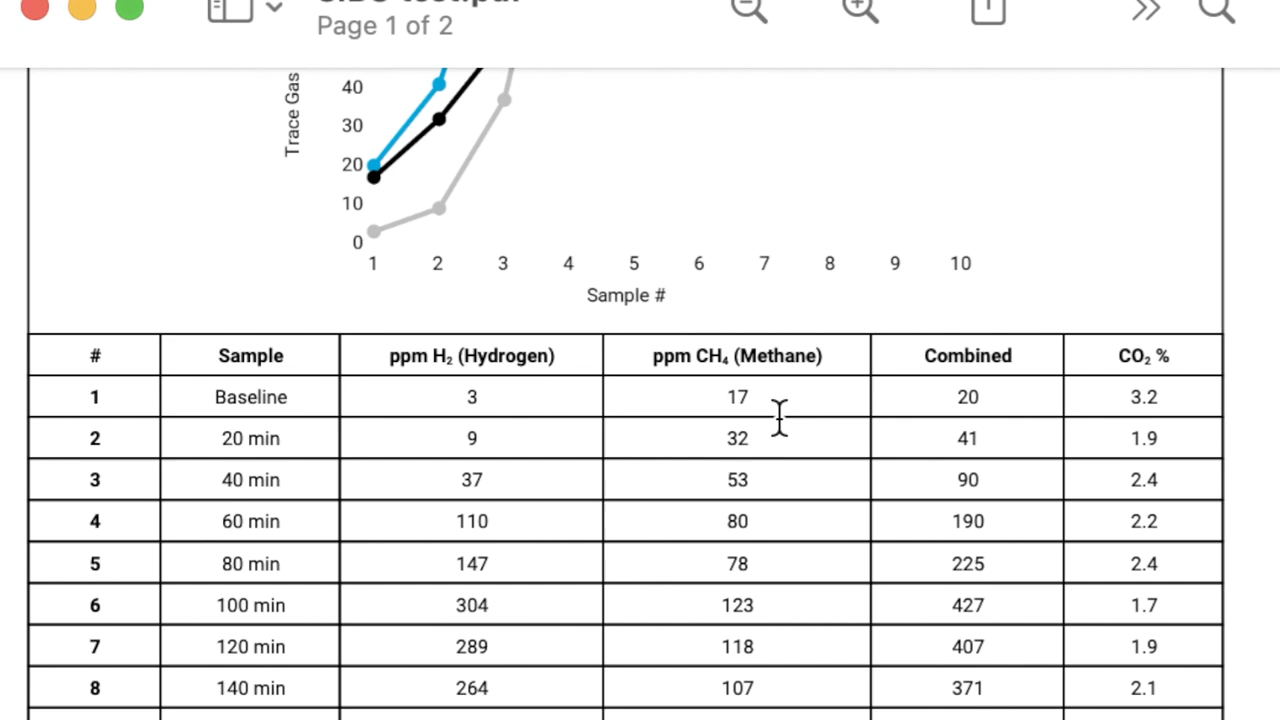 Page 1 of 2
Trace Gas
40
30
20
10
0
1 2 3 4 5 6 7 8 9 10
Sample #
# Sample ppm H₂ (Hydrogen) ppm CH₄ (Methane) Combined CO₂ %
1 Baseline 3 17 20 3.2
2 20 min 9 32 41 1.9
3 40 min 37 53 90 2.4
4 60 min 110 80 190 2.2
5 80 min 147 78 225 2.4
6 100 min 304 123 427 1.7
7 120 min 289 118 407 1.9
8 140 min 264 107 371 2.1